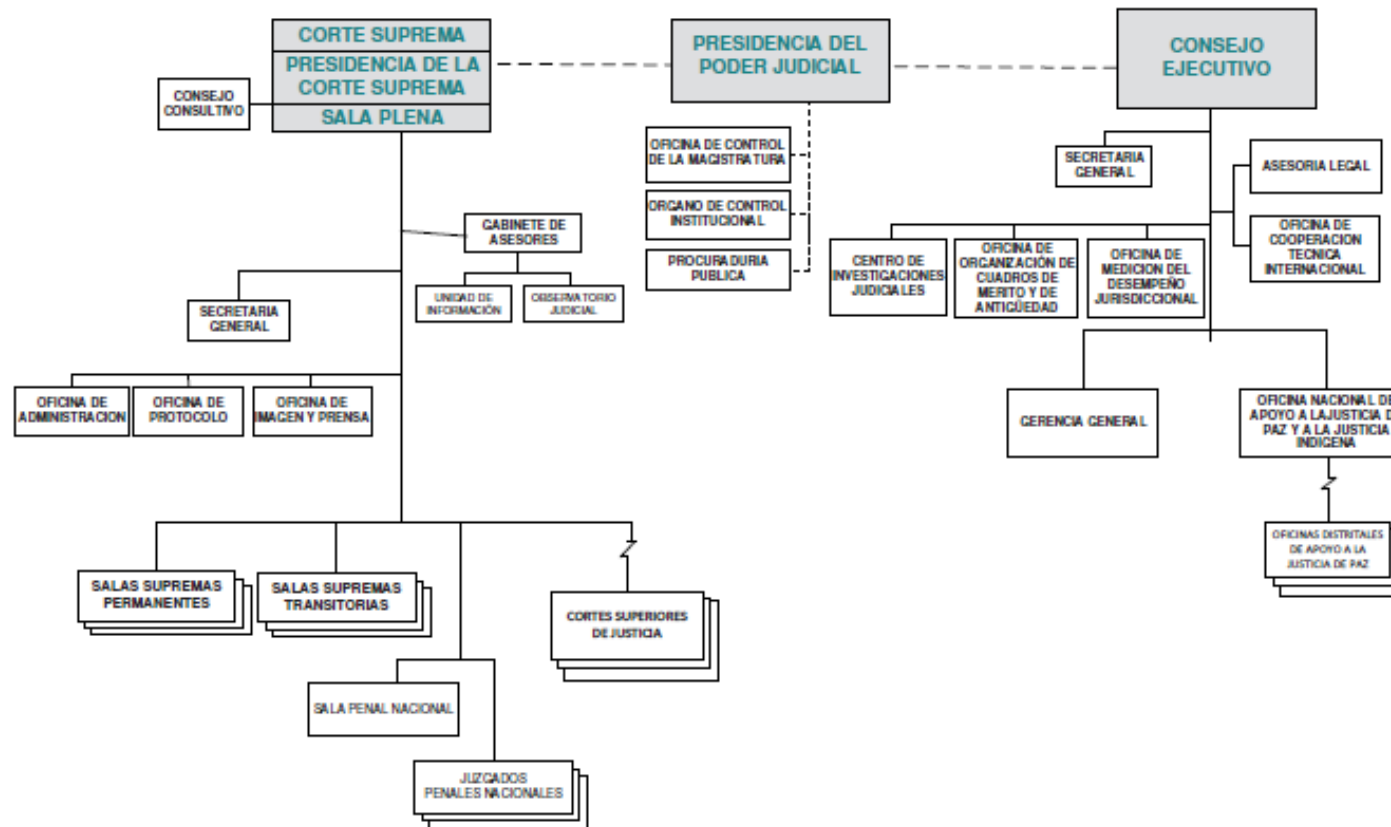 CORTE SUPREMA
PRESIDENCIA DE LA
CORTE SUPREMA
SALA PLENA
CONSEJO
CONSULTIVO
PRESIDENCIA DEL
PODER JUDICIAL
CONSEJO
EJECUTIVO
OFICINA DE CONTROL
DE LA MAGISTRATURA
ORGANO DE CONTROL
INSTITUCIONAL
PROCURADURIA
PUBLICA
SECRETARIA
GENERAL
ASESORIA LEGAL
OFICINA DE
COOPERACION
TECNICA
INTERNACIONAL
CENTRO DE
INVESTIGACIONES
JUDICIALES
OFICINA DE
ORGANIZACIÓN DE
CUADROS DE
MERITO Y DE
ANTIGÜEDAD
OFICINA DE
MEDICION DEL
DESEMPEÑO
JURISDICCIONAL
GABINETE DE
ASESORES
UNIDAD DE
INFORMACIÓN
OBSERVATORIO
JUDICIAL
SECRETARIA
GENERAL
OFICINA DE
ADMINISTRACION
OFICINA DE
PROTOCOLO
OFICINA DE
IMAGEN Y PRENSA
GERENCIA GENERAL
OFICINA NACIONAL DE
APOYO A LAJUSTICIA D
PAZ Y A LA JUSTICIA
INDIGENA
OFICINAS DISTRITALES
DE APOYO A LA
JUSTICIA DE PAZ
SALAS SUPREMAS
PERMANENTES
SALAS SUPREMAS
TRANSITORIAS
CORTES SUPERIORES
DE JUSTICIA
SALA PENAL NACIONAL
JUZGADOS
PENALES NACIONALES